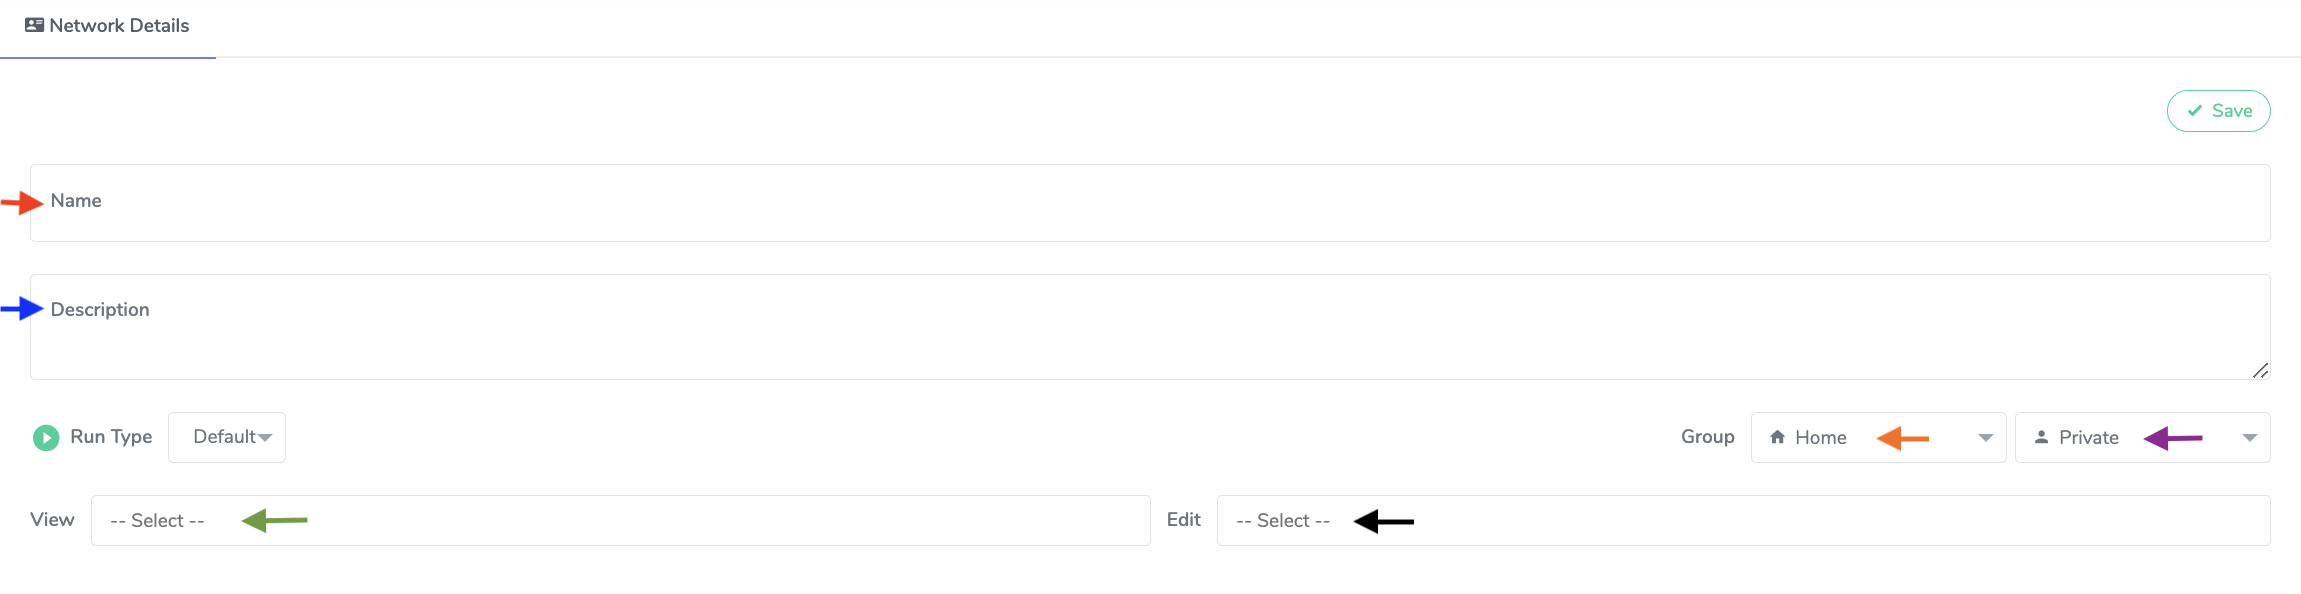 Network Details
Save
Name
Description
Run Type Default Group Home Private
View -- Select -- Edit -- Select --